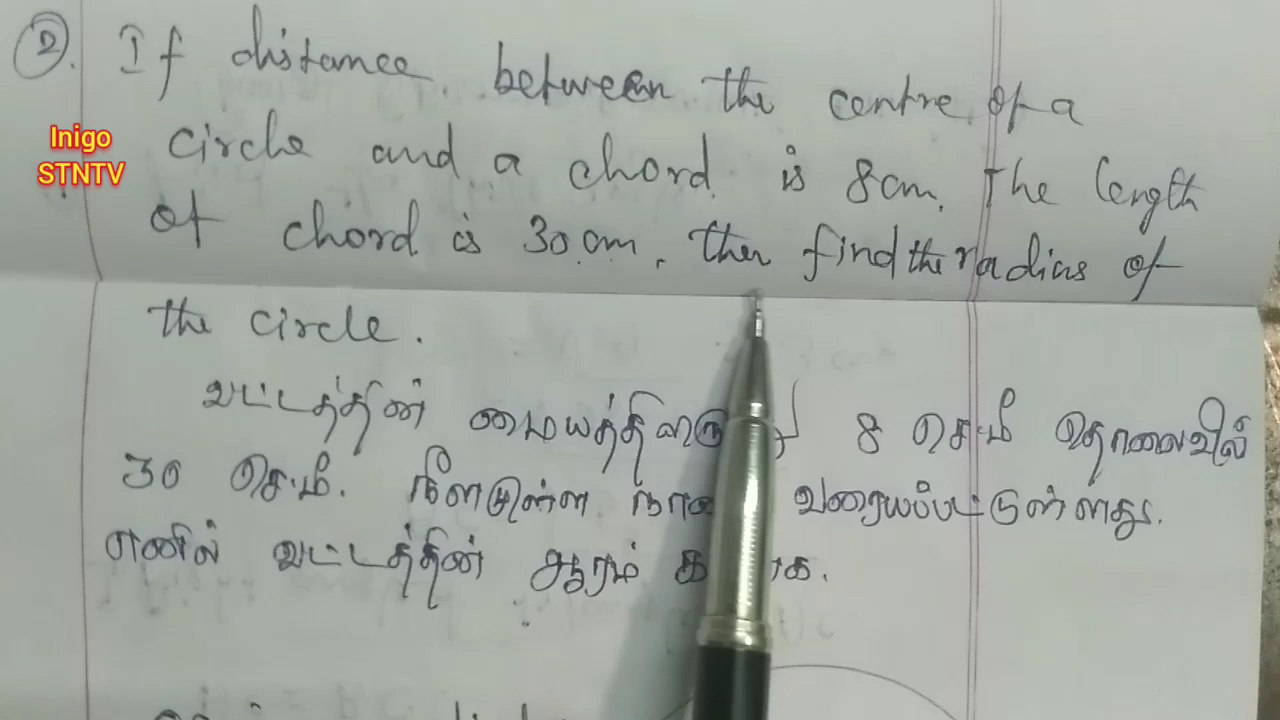 2. If distance between the centre of a
Inigo
STNTV
circle and a chord is 8cm, The length
of chord is 30 cm, then find the radius of
the circle.
வட்டத்தின் 8 செ.மீ தொலைவில்
30 செ.மீ. நீளமுள்ள வரையப்பட்டுள்ளது.
எனில் வட்டத்தின் ஆரம்